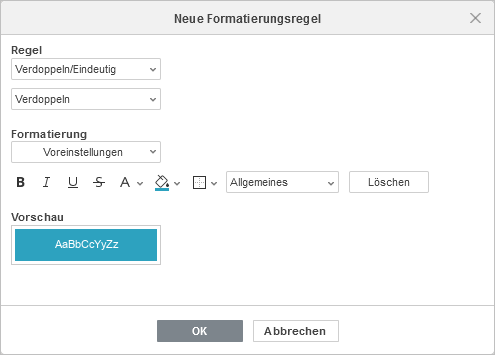 Neue Formatierungsregel
Regel
Verdoppeln/Eindeutig
Verdoppeln
Formatierung
Voreinstellungen
B I U S A Allgemeines Löschen
Vorschau
AaBbCcYyZz
OK Abbrechen